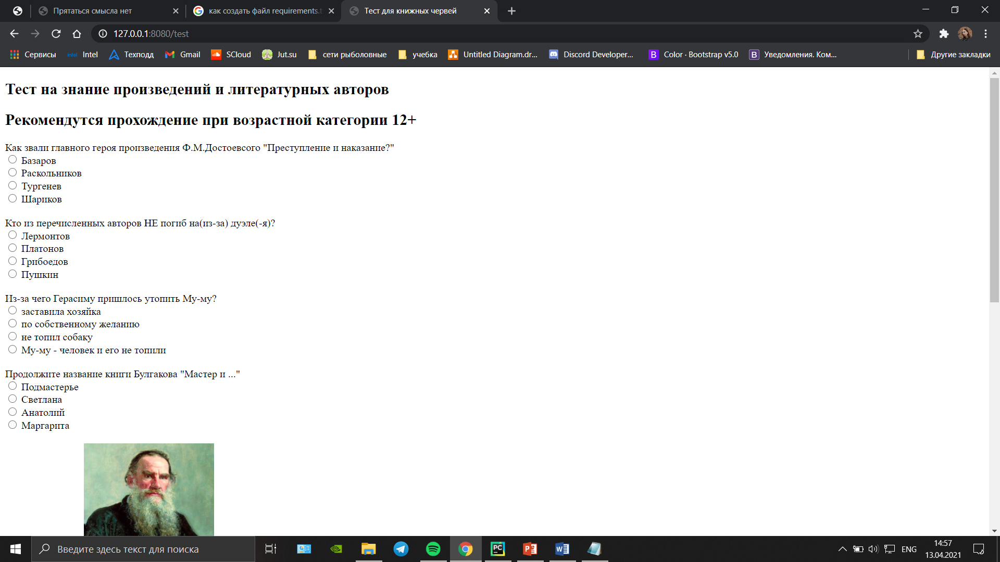 Прятаться смысла нет
как создать файл requirements.t
Тест для книжных червей
127.0.0.1:8080/test
Сервисы
intel Intel
Техподд
Gmail
SCloud
Jut.su
сети рыболовные
учебка
Untitled Diagram.dr...
Discord Developer...
B Color · Bootstrap v5.0
B Уведомления. Ком...
Другие закладки
Тест на знание произведений и литературных авторов
Рекомендутся прохождение при возрастной категории 12+
Как звали главного героя произведения Ф.М.Достоевсого "Преступление и наказание?"
Базаров
Раскольников
Тургенев
Шариков
Кто из перечисленных авторов НЕ погиб на(из-за) дуэле(-я)?
Лермонтов
Платонов
Грибоедов
Пушкин
Из-за чего Герасиму пришлось утопить Му-му?
заставила хозяйка
по собственному желанию
не топил собаку
Му-му - человек и его не топили
Продолжите название книги Булгакова "Мастер и ..."
Подмастерье
Светлана
Анатолий
Маргарита
Введите здесь текст для поиска
PC
P
W
ENG
14:57
13.04.2021